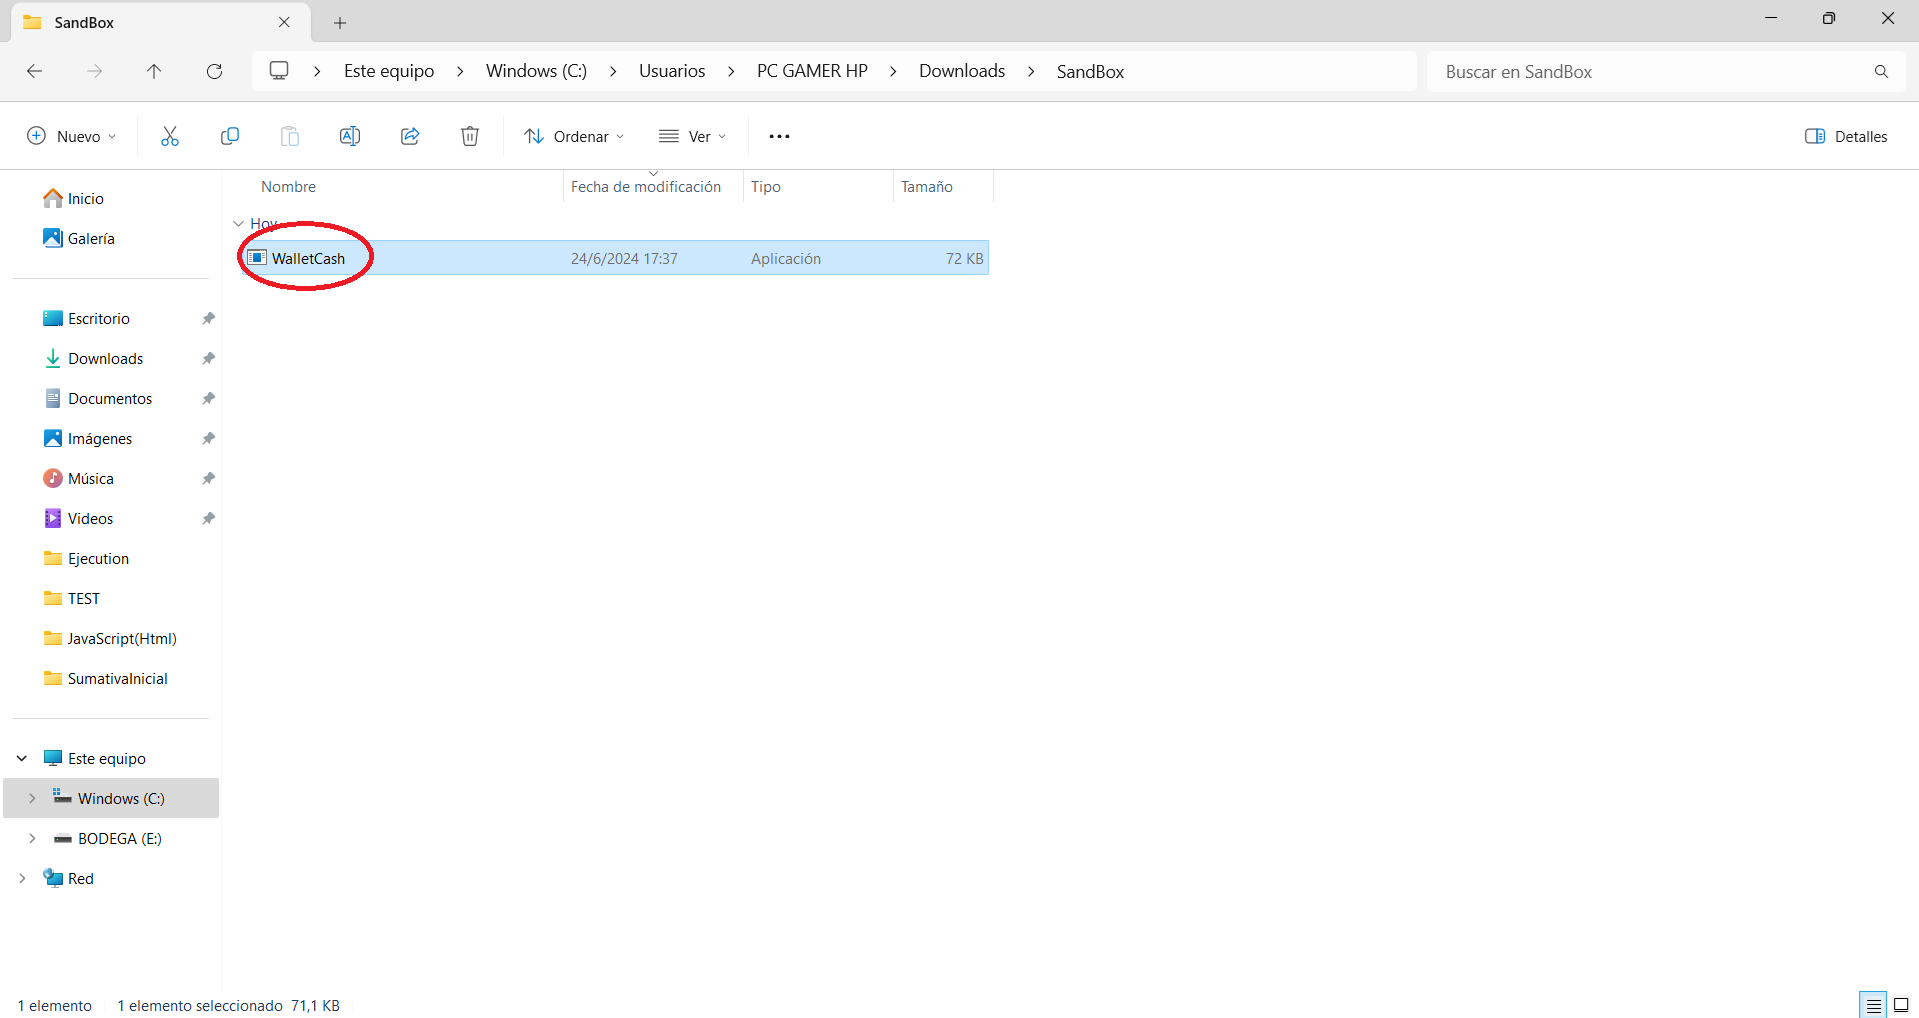 SandBox
Este equipo > Windows (C:) > Usuarios > PC GAMER HP > Downloads > SandBox
Buscar en SandBox
Nuevo
Ordenar
Ver
Detalles
Nombre
Fecha de modificación
Tipo
Tamaño
Hoy
WalletCash
24/6/2024 17:37
Aplicación
72 KB
Inicio
Galería
Escritorio
Downloads
Documentos
Imágenes
Música
Videos
Ejecution
TEST
JavaScript(Html)
SumativaInicial
Este equipo
Windows (C:)
BODEGA (E:)
Red
1 elemento
1 elemento seleccionado 71,1 KB